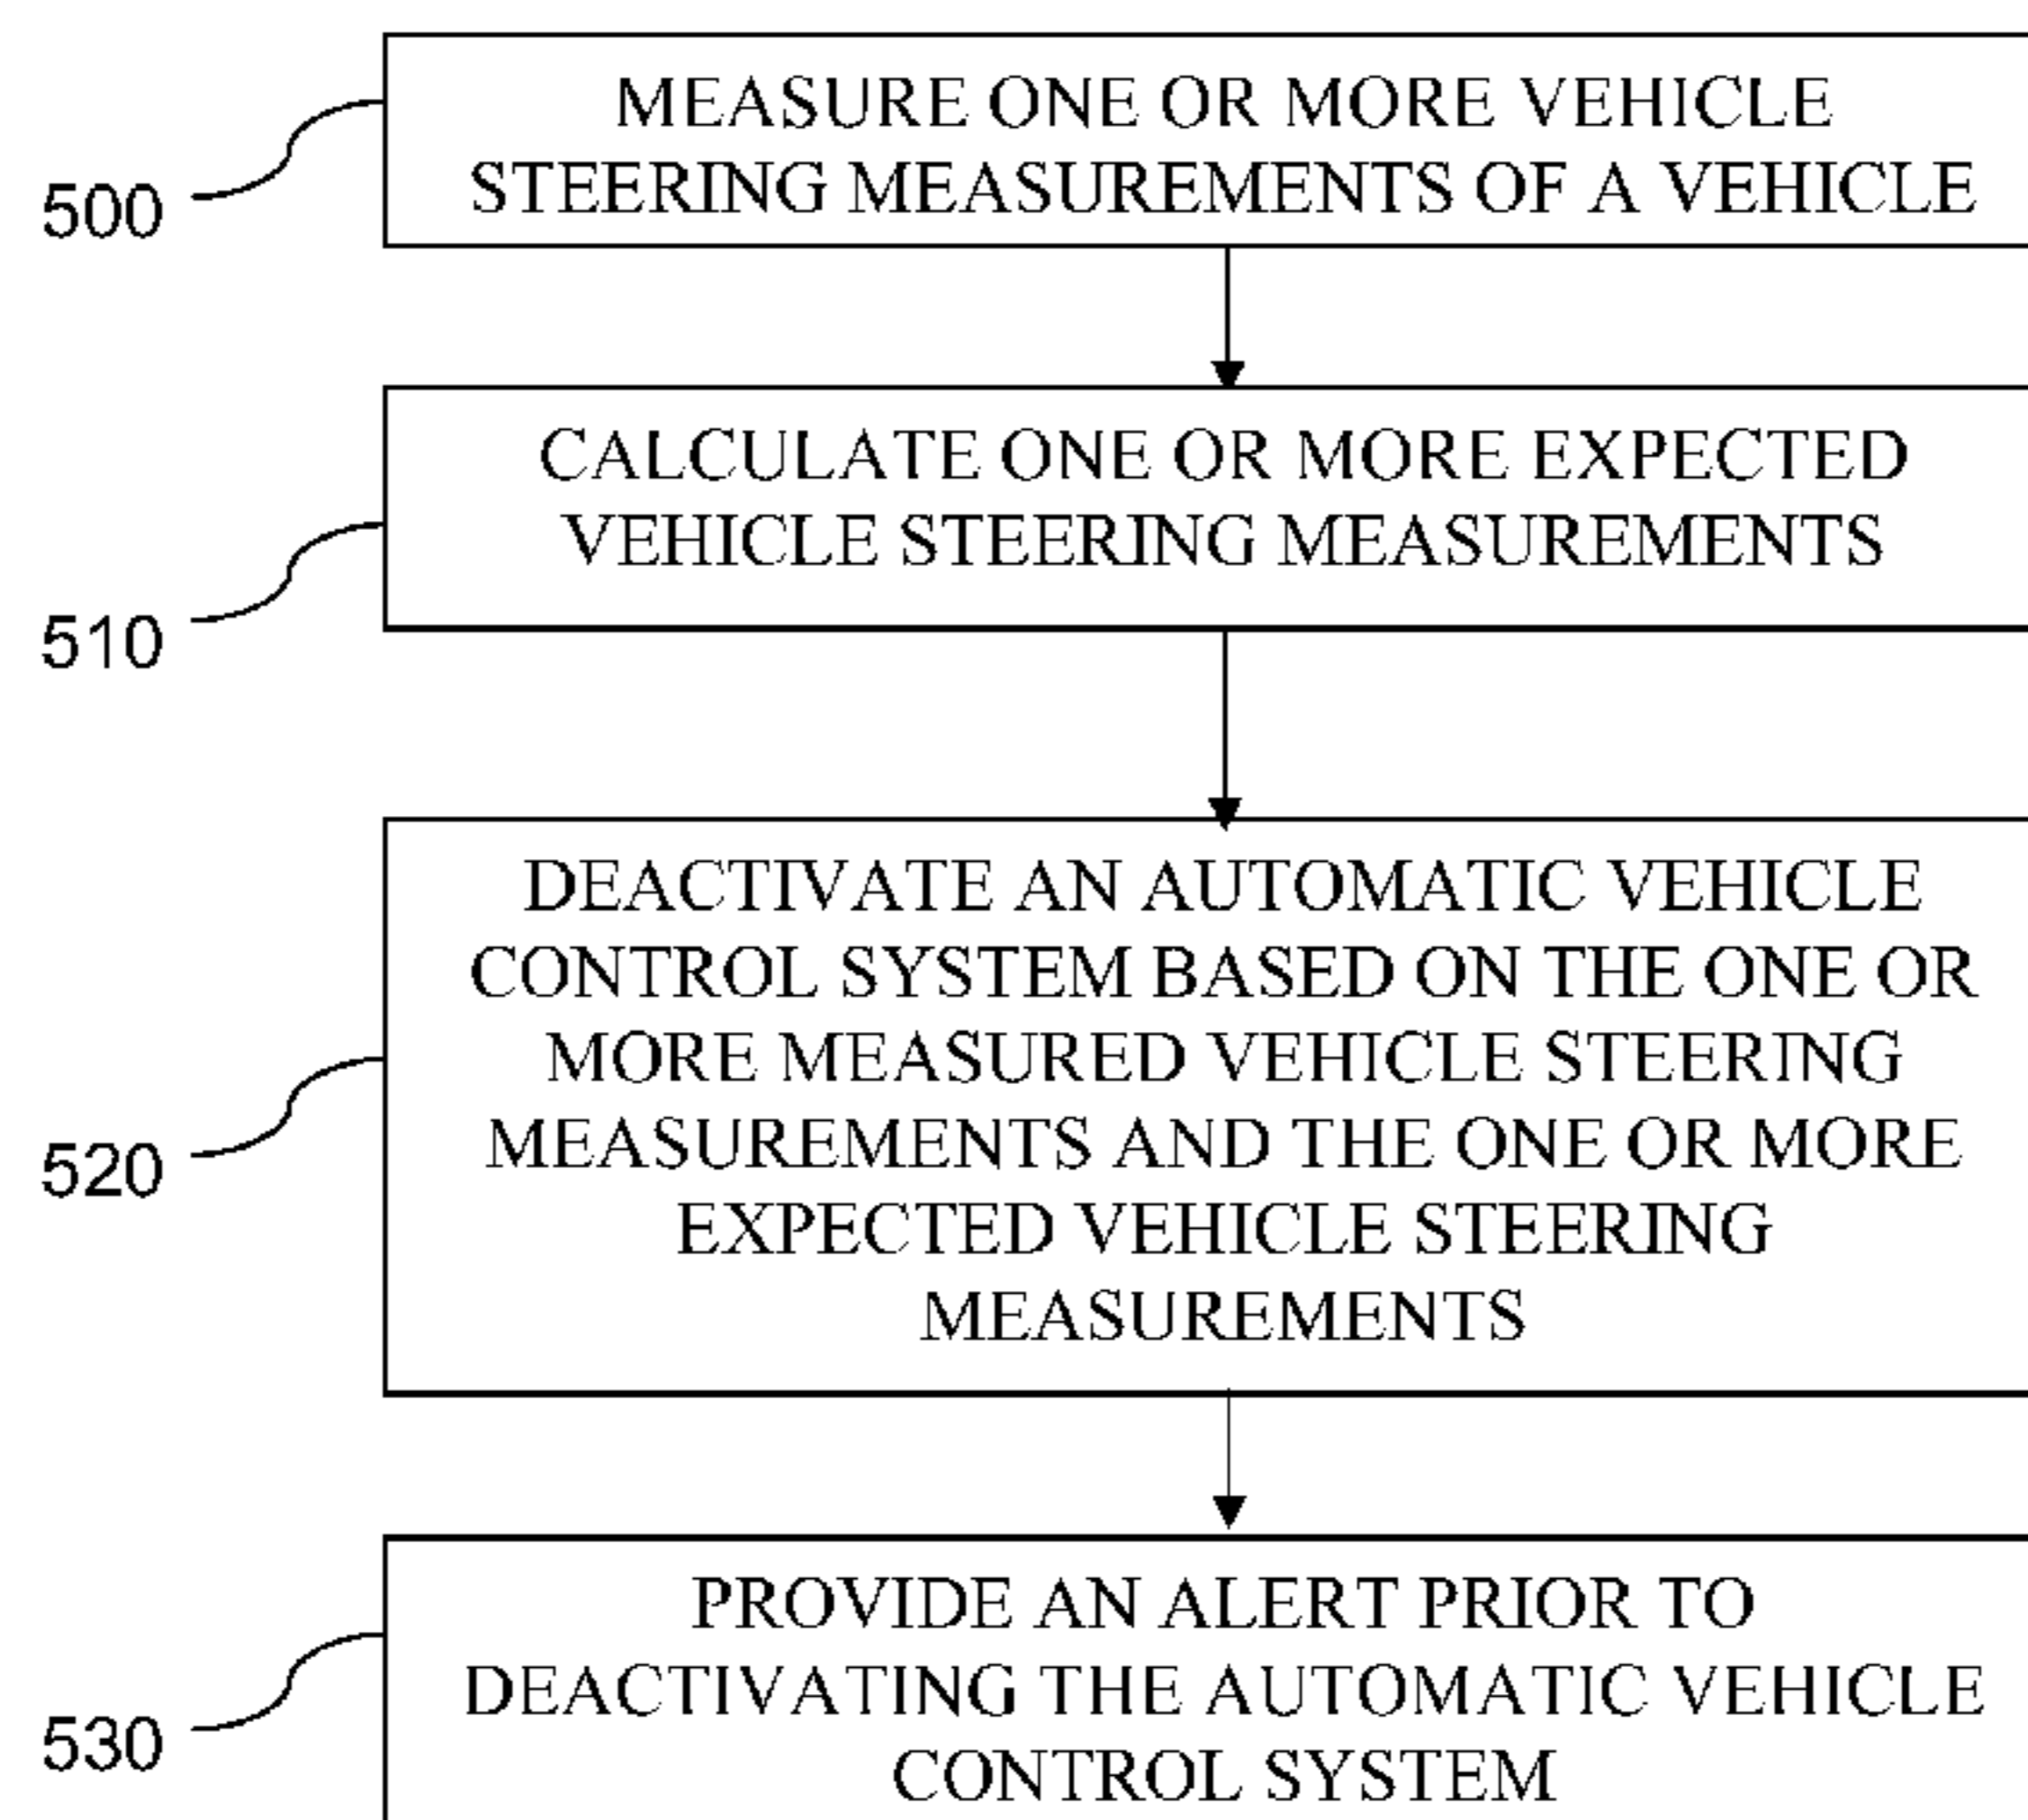 MEASURE ONE OR MORE VEHICLE
STEERING MEASUREMENTS OF A VEHICLE
500
CALCULATE ONE OR MORE EXPECTED
VEHICLE STEERING MEASUREMENTS
510
DEACTIVATE AN AUTOMATIC VEHICLE
CONTROL SYSTEM BASED ON THE ONE OR
MORE MEASURED VEHICLE STEERING
MEASUREMENTS AND THE ONE OR MORE
EXPECTED VEHICLE STEERING
MEASUREMENTS
520
PROVIDE AN ALERT PRIOR TO
DEACTIVATING THE AUTOMATIC VEHICLE
CONTROL SYSTEM
530